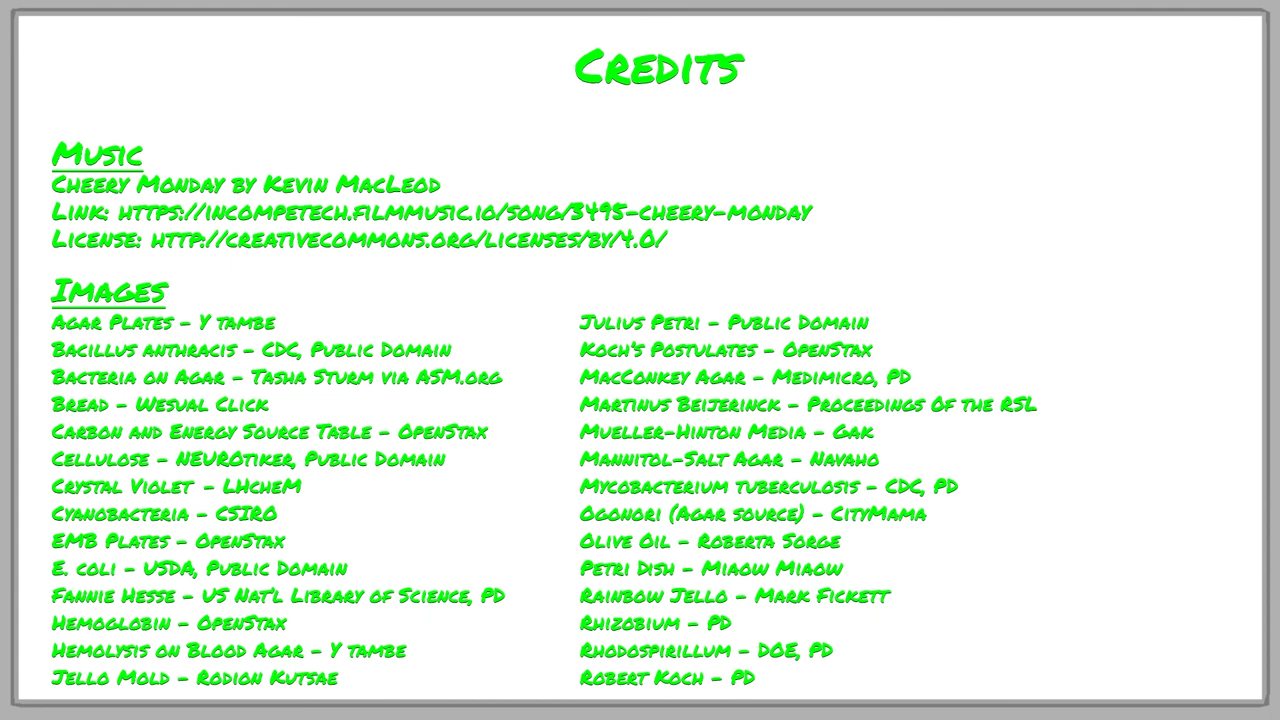 Credits
Music
Cheery Monday by Kevin MacLeod
Link: https://incompetech.filmmusic.io/song/3495-cheery-monday
License: http://creativecommons.org/licenses/by/4.0/
Images
Agar Plates - Y tambe
Bacillus anthracis - CDC, Public Domain
Bacteria on Agar - Tasha Sturm via ASM.org
Bread - Wesual Click
Carbon and Energy Source Table - OpenStax
Cellulose - NEUROtiker, Public Domain
Crystal Violet - LHcheM
Cyanobacteria - CSIRO
EMB Plates - OpenStax
E. coli - USDA, Public Domain
Fannie Hesse - US Nat'l Library of Science, PD
Hemoglobin - OpenStax
Hemolysis on Blood Agar - Y tambe
Jello Mold - Rodion Kutsae
Julius Petri - Public Domain
Koch's Postulates - OpenStax
MacConkey Agar - Medimicro, PD
Martinus Beijerinck - Proceedings Of the RSL
Mueller-Hinton Media - Gak
Mannitol-Salt Agar - Navaho
Mycobacterium tuberculosis - CDC, PD
Ogonori (Agar source) - CityMama
Olive Oil - Roberta Sorge
Petri Dish - Miaow Miaow
Rainbow Jello - Mark Fickett
Rhizobium - PD
Rhodospirillum - DOE, PD
Robert Koch - PD